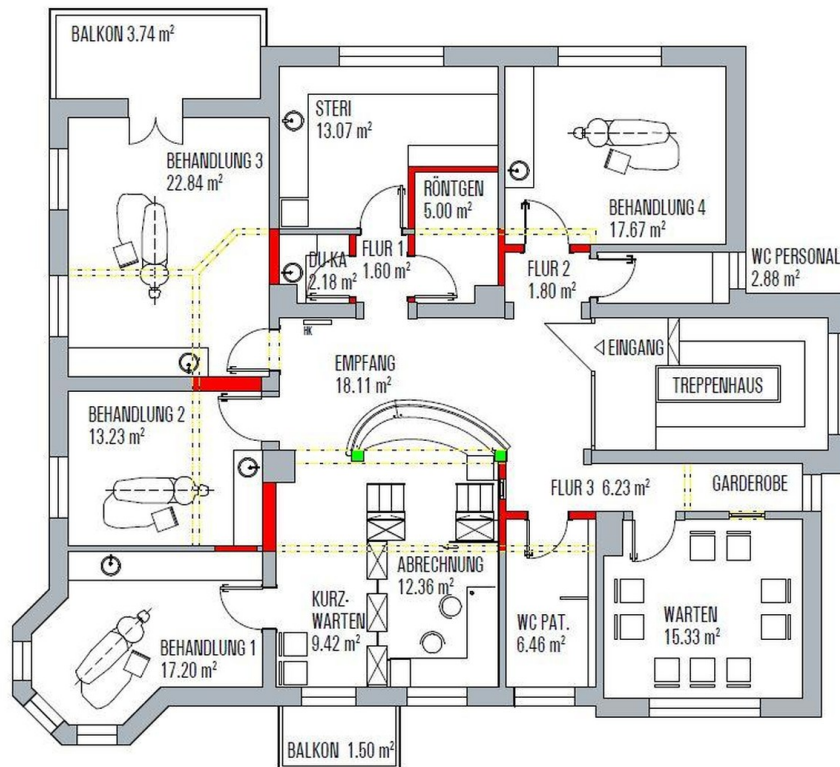 BALKON 3.74 m²
STERI
13.07 m²
BEHANDLUNG 3
22.84 m²
RÖNTGEN
5.00 m²
BEHANDLUNG 4
17.67 m²
DU-KA
2.18 m²
FLUR 1
1.60 m²
FLUR 2
1.80 m²
WC PERSONAL
2.88 m²
HK
EMPFANG
18.11 m²
EINGANG
TREPPENHAUS
BEHANDLUNG 2
13.23 m²
FLUR 3 6.23 m²
GARDEROBE
ABRECHNUNG
12.36 m²
KURZ-
WARTEN
9.42 m²
WC PAT.
6.46 m²
WARTEN
15.33 m²
BEHANDLUNG 1
17.20 m²
BALKON 1.50 m²